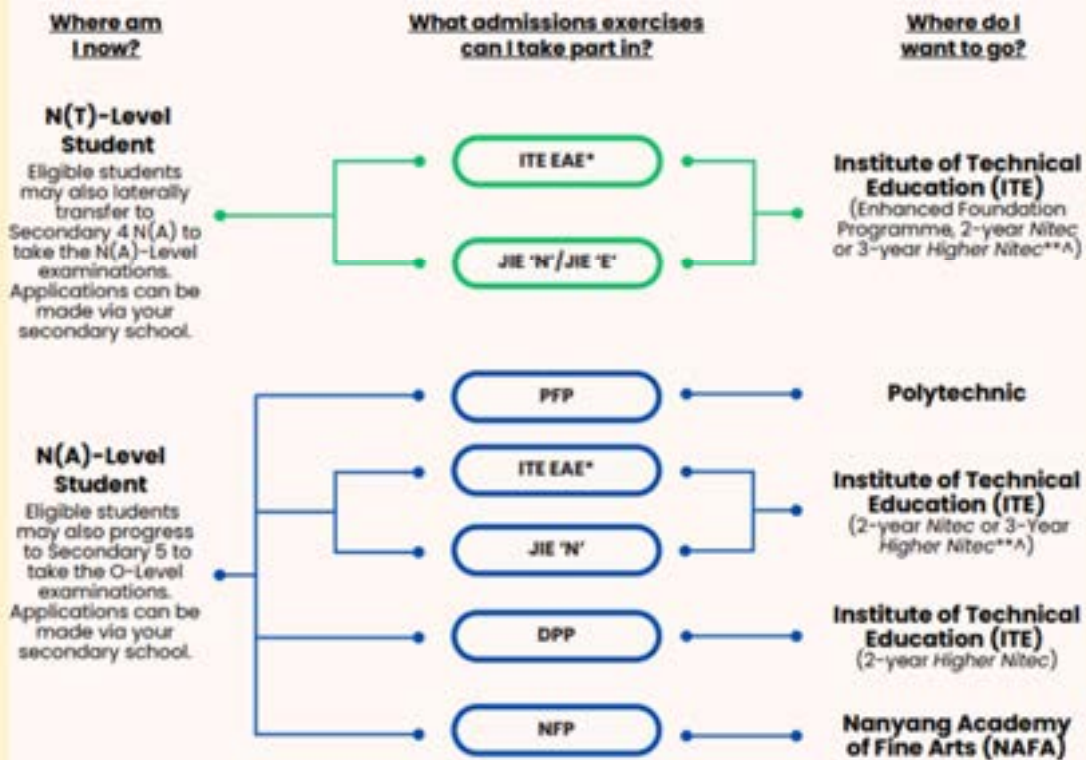 Where am
I now?
What admissions exercises
can I take part in?
Where do I
want to go?
N(T)-Level
Student
Eligible students
may also laterally
transfer to
Secondary 4 N(A) to
take the N(A)-Level
examinations.
Applications can be
made via your
secondary school.
ITE EAE*
JIE 'N'/JIE 'E'
Institute of Technical
Education (ITE)
(Enhanced Foundation
Programme, 2-year Nitec
or 3-year Higher Nitec**^)
N(A)-Level
Student
Eligible students
may also progress
to Secondary 5 to
take the O-Level
examinations.
Applications can be
made via your
secondary school.
PFP
Polytechnic
ITE EAE*
JIE 'N'
Institute of Technical
Education (ITE)
(2-year Nitec or 3-Year
Higher Nitec**^)
DPP
Institute of Technical
Education (ITE)
(2-year Higher Nitec)
NFP
Nanyang Academy
of Fine Arts (NAFA)